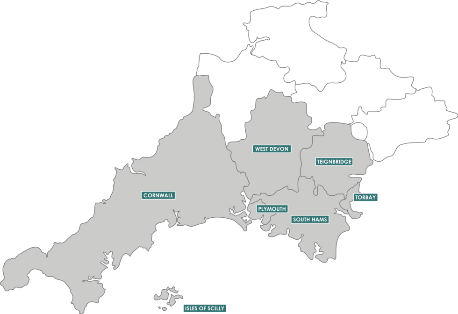 WEST DEVON
TEIGNBRIDGE
CORNWALL
TORBAY
PLYMOUTH
SOUTH HAMS
ISLES OF SCILLY